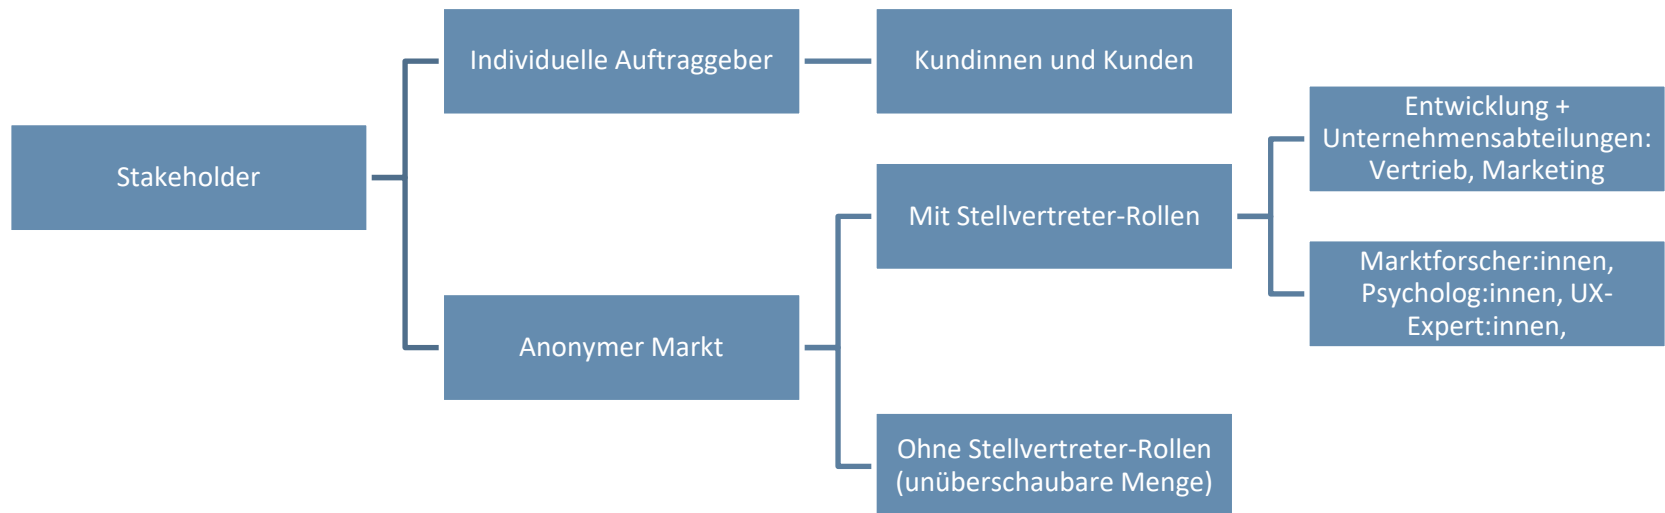 Stakeholder
Individuelle Auftraggeber
Kundinnen und Kunden
Anonymer Markt
Mit Stellvertreter-Rollen
Entwicklung +
Unternehmensabteilungen:
Vertrieb, Marketing
Marktforscher:innen,
Psycholog:innen, UX-
Expert:innen,
Ohne Stellvertreter-Rollen
(unüberschaubare Menge)